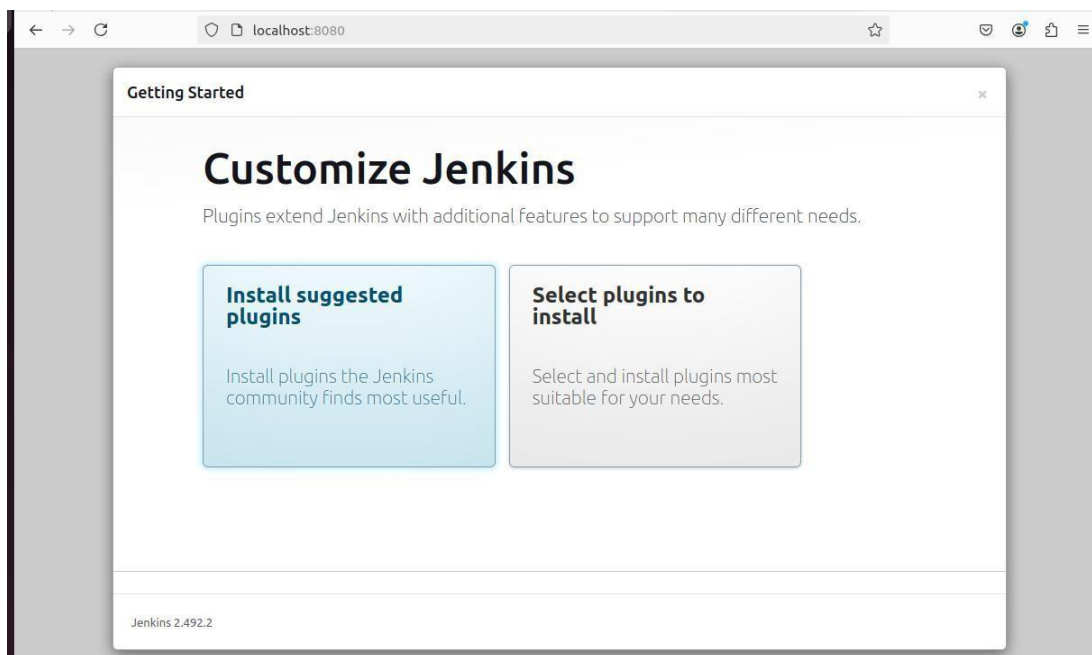 localhost:8080
Getting Started
×
Customize Jenkins
Plugins extend Jenkins with additional features to support many different needs.
Install suggested
plugins
Install plugins the Jenkins
community finds most useful.
Select plugins to
install
Select and install plugins most
suitable for your needs.
Jenkins 2.492.2